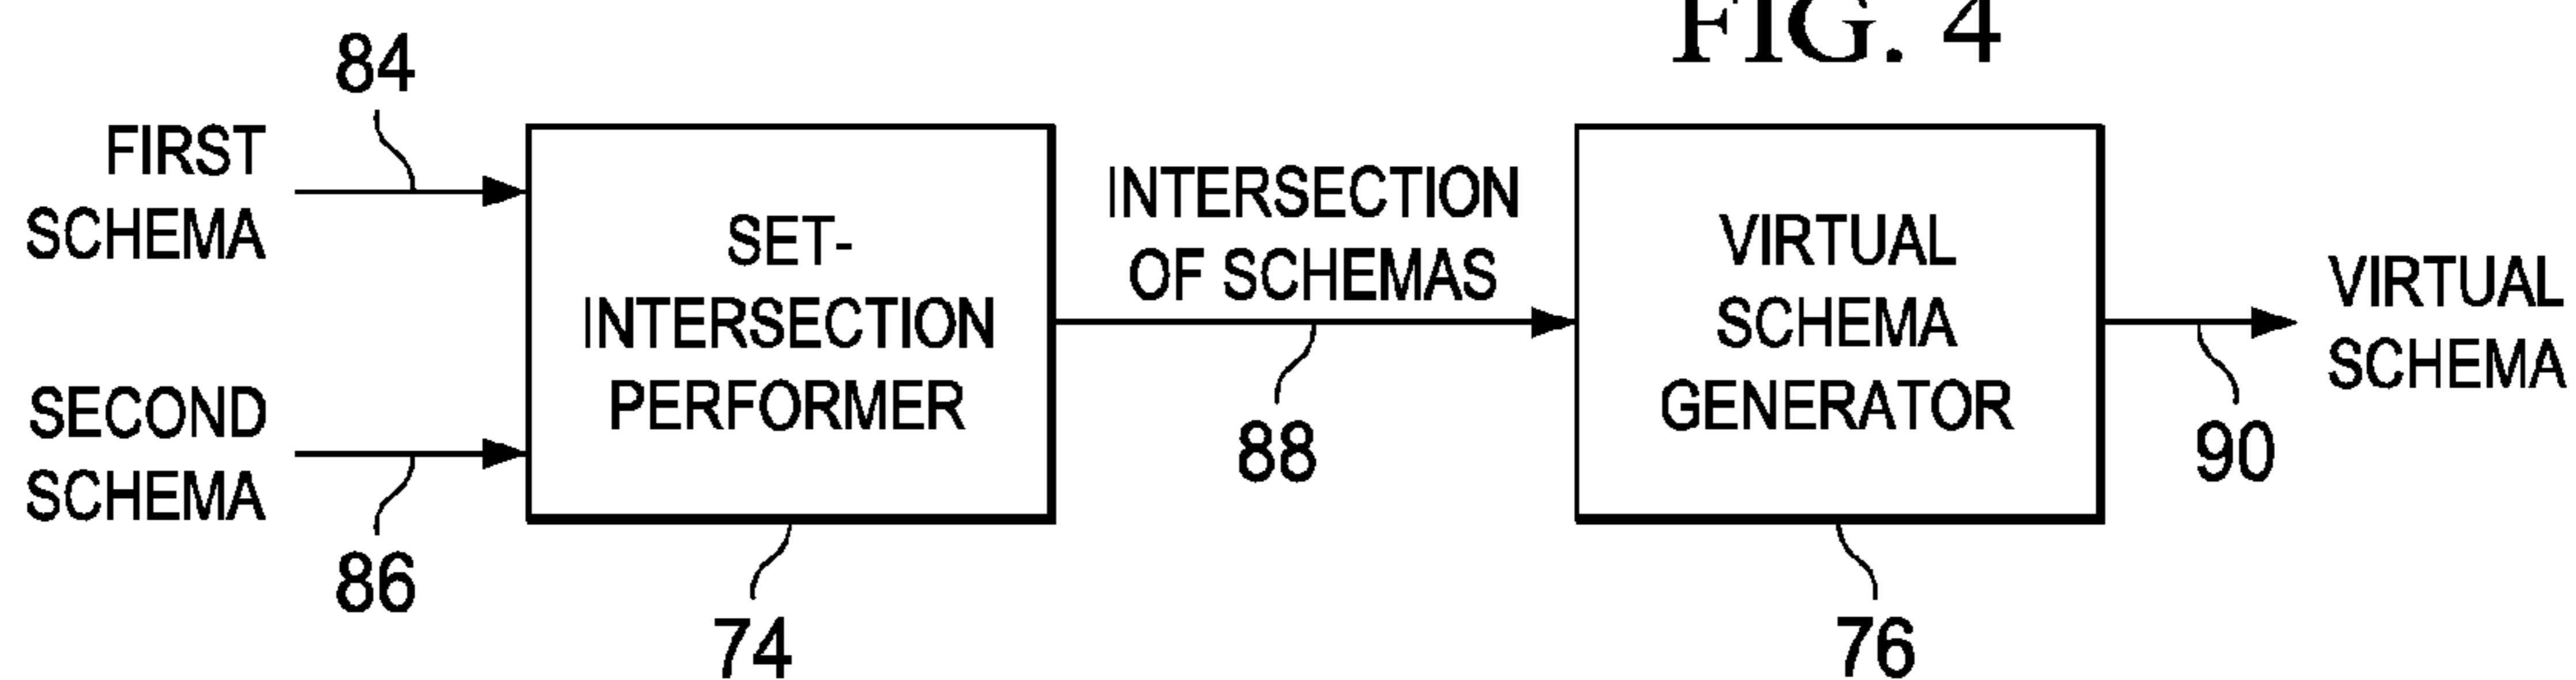 FIG. 4
84
FIRST
SCHEMA
SECOND
SCHEMA
86
SET-
INTERSECTION
PERFORMER
74
INTERSECTION
OF SCHEMAS
88
VIRTUAL
SCHEMA
GENERATOR
76
VIRTUAL
SCHEMA
90